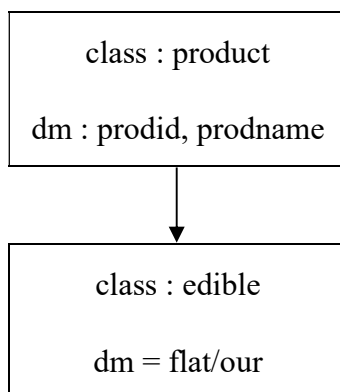 class : product
dm : prodid, prodname
class : edible
dm = flat/our